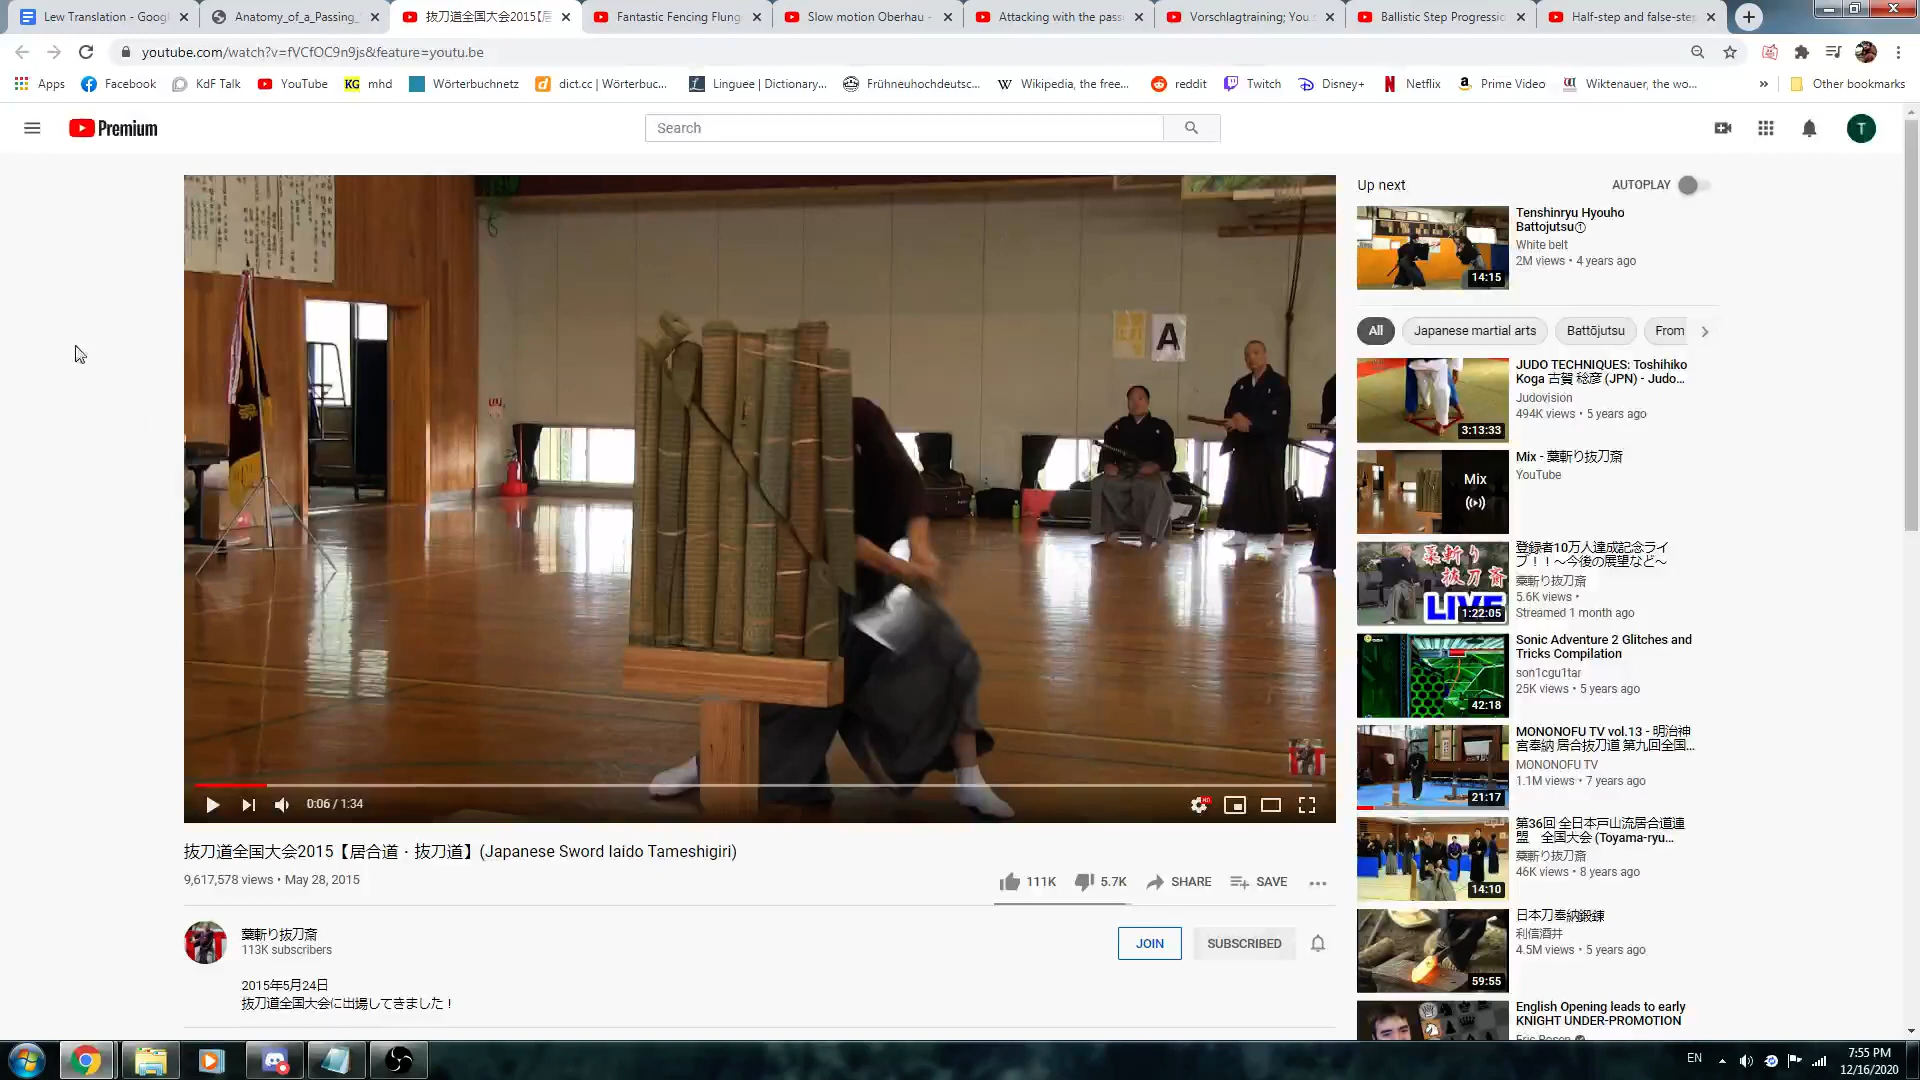 Lew Translation - Googl
Anatomy_of_a_Passing_
抜刀道全国大会2015【居
Fantastic Fencing Flung
Slow motion Oberhau -
Attacking with the pass
Vorschlagtraining; You
Ballistic Step Progressio
Half-step and false-step
youtube.com/watch?v=fVCfOC9n9js&feature=youtu.be
Apps
Facebook
KdF Talk
YouTube
KG mhd
Wörterbuchnetz
dict.cc | Wörterbuc...
Linguee | Dictionary...
Frühneuhochdeutsc...
Wikipedia, the free...
reddit
Twitch
Disney+
Netflix
Prime Video
Wiktenauer, the wo...
»
Other bookmarks
Premium
Search
T
A
0:06 / 1:34
HD
抜刀道全国大会2015【居合道・抜刀道】(Japanese Sword Iaido Tameshigiri)
9,617,578 views • May 28, 2015
111K
5.7K
SHARE
SAVE
藁斬り抜刀斎
113K subscribers
JOIN
SUBSCRIBED
2015年5月24日
抜刀道全国大会に出場してきました！
Up next
AUTOPLAY
Tenshinryu Hyouho
Battojutsu①
White belt
2M views • 4 years ago
14:15
All
Japanese martial arts
Battōjutsu
From
JUDO TECHNIQUES: Toshihiko
Koga 古賀 稔彦 (JPN) - Judo...
Judovision
494K views • 5 years ago
3:13:33
Mix - 藁斬り抜刀斎
YouTube
Mix
登録者10万人達成記念ライ
ブ！！～今後の展望など～
藁斬り抜刀斎
5.6K views •
Streamed 1 month ago
藁斬り
抜刀斎
LIVE
1:22:05
Sonic Adventure 2 Glitches and
Tricks Compilation
son1cgu1tar
25K views • 5 years ago
42:18
MONONOFU TV vol.13 - 明治神
宮奉納 居合抜刀道 第九回全国...
MONONOFU TV
1.1M views • 7 years ago
21:17
第36回 全日本戸山流居合道連
盟　全国大会 (Toyama-ryu...
藁斬り抜刀斎
46K views • 8 years ago
14:10
日本刀奉納鍛錬
利信酒井
4.5M views • 5 years ago
59:55
English Opening leads to early
KNIGHT UNDER-PROMOTION
Eric Rosen
EN
7:55 PM
12/16/2020